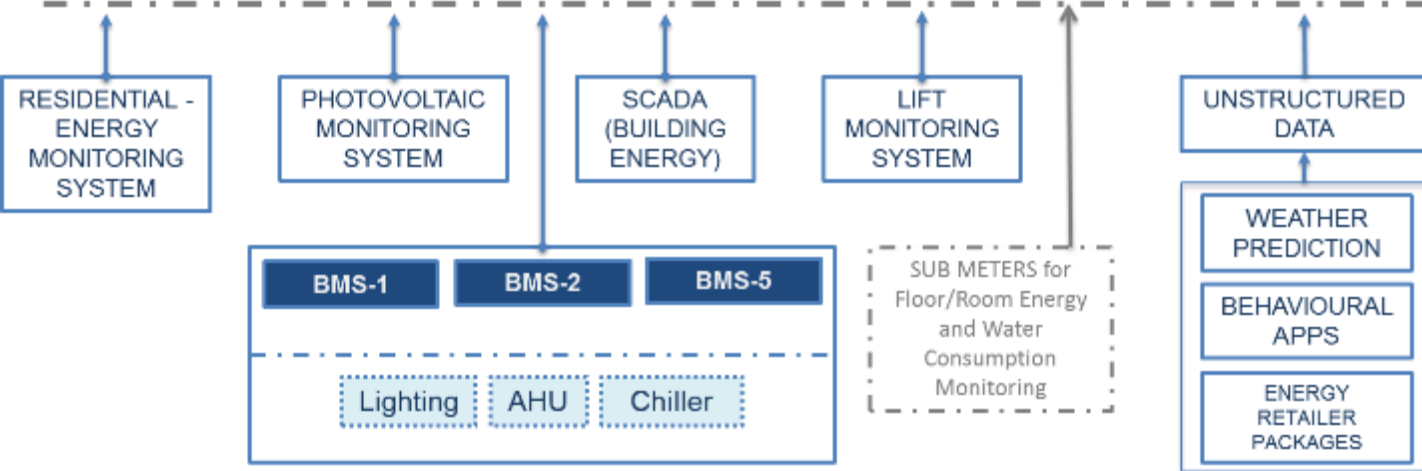 RESIDENTIAL -
ENERGY
MONITORING
SYSTEM
PHOTOVOLTAIC
MONITORING
SYSTEM
SCADA
(BUILDING
ENERGY)
LIFT
MONITORING
SYSTEM
UNSTRUCTURED
DATA
BMS-1
BMS-2
BMS-5
Lighting
AHU
Chiller
SUB METERS for
Floor/Room Energy
and Water
Consumption
Monitoring
WEATHER
PREDICTION
BEHAVIOURAL
APPS
ENERGY
RETAILER
PACKAGES